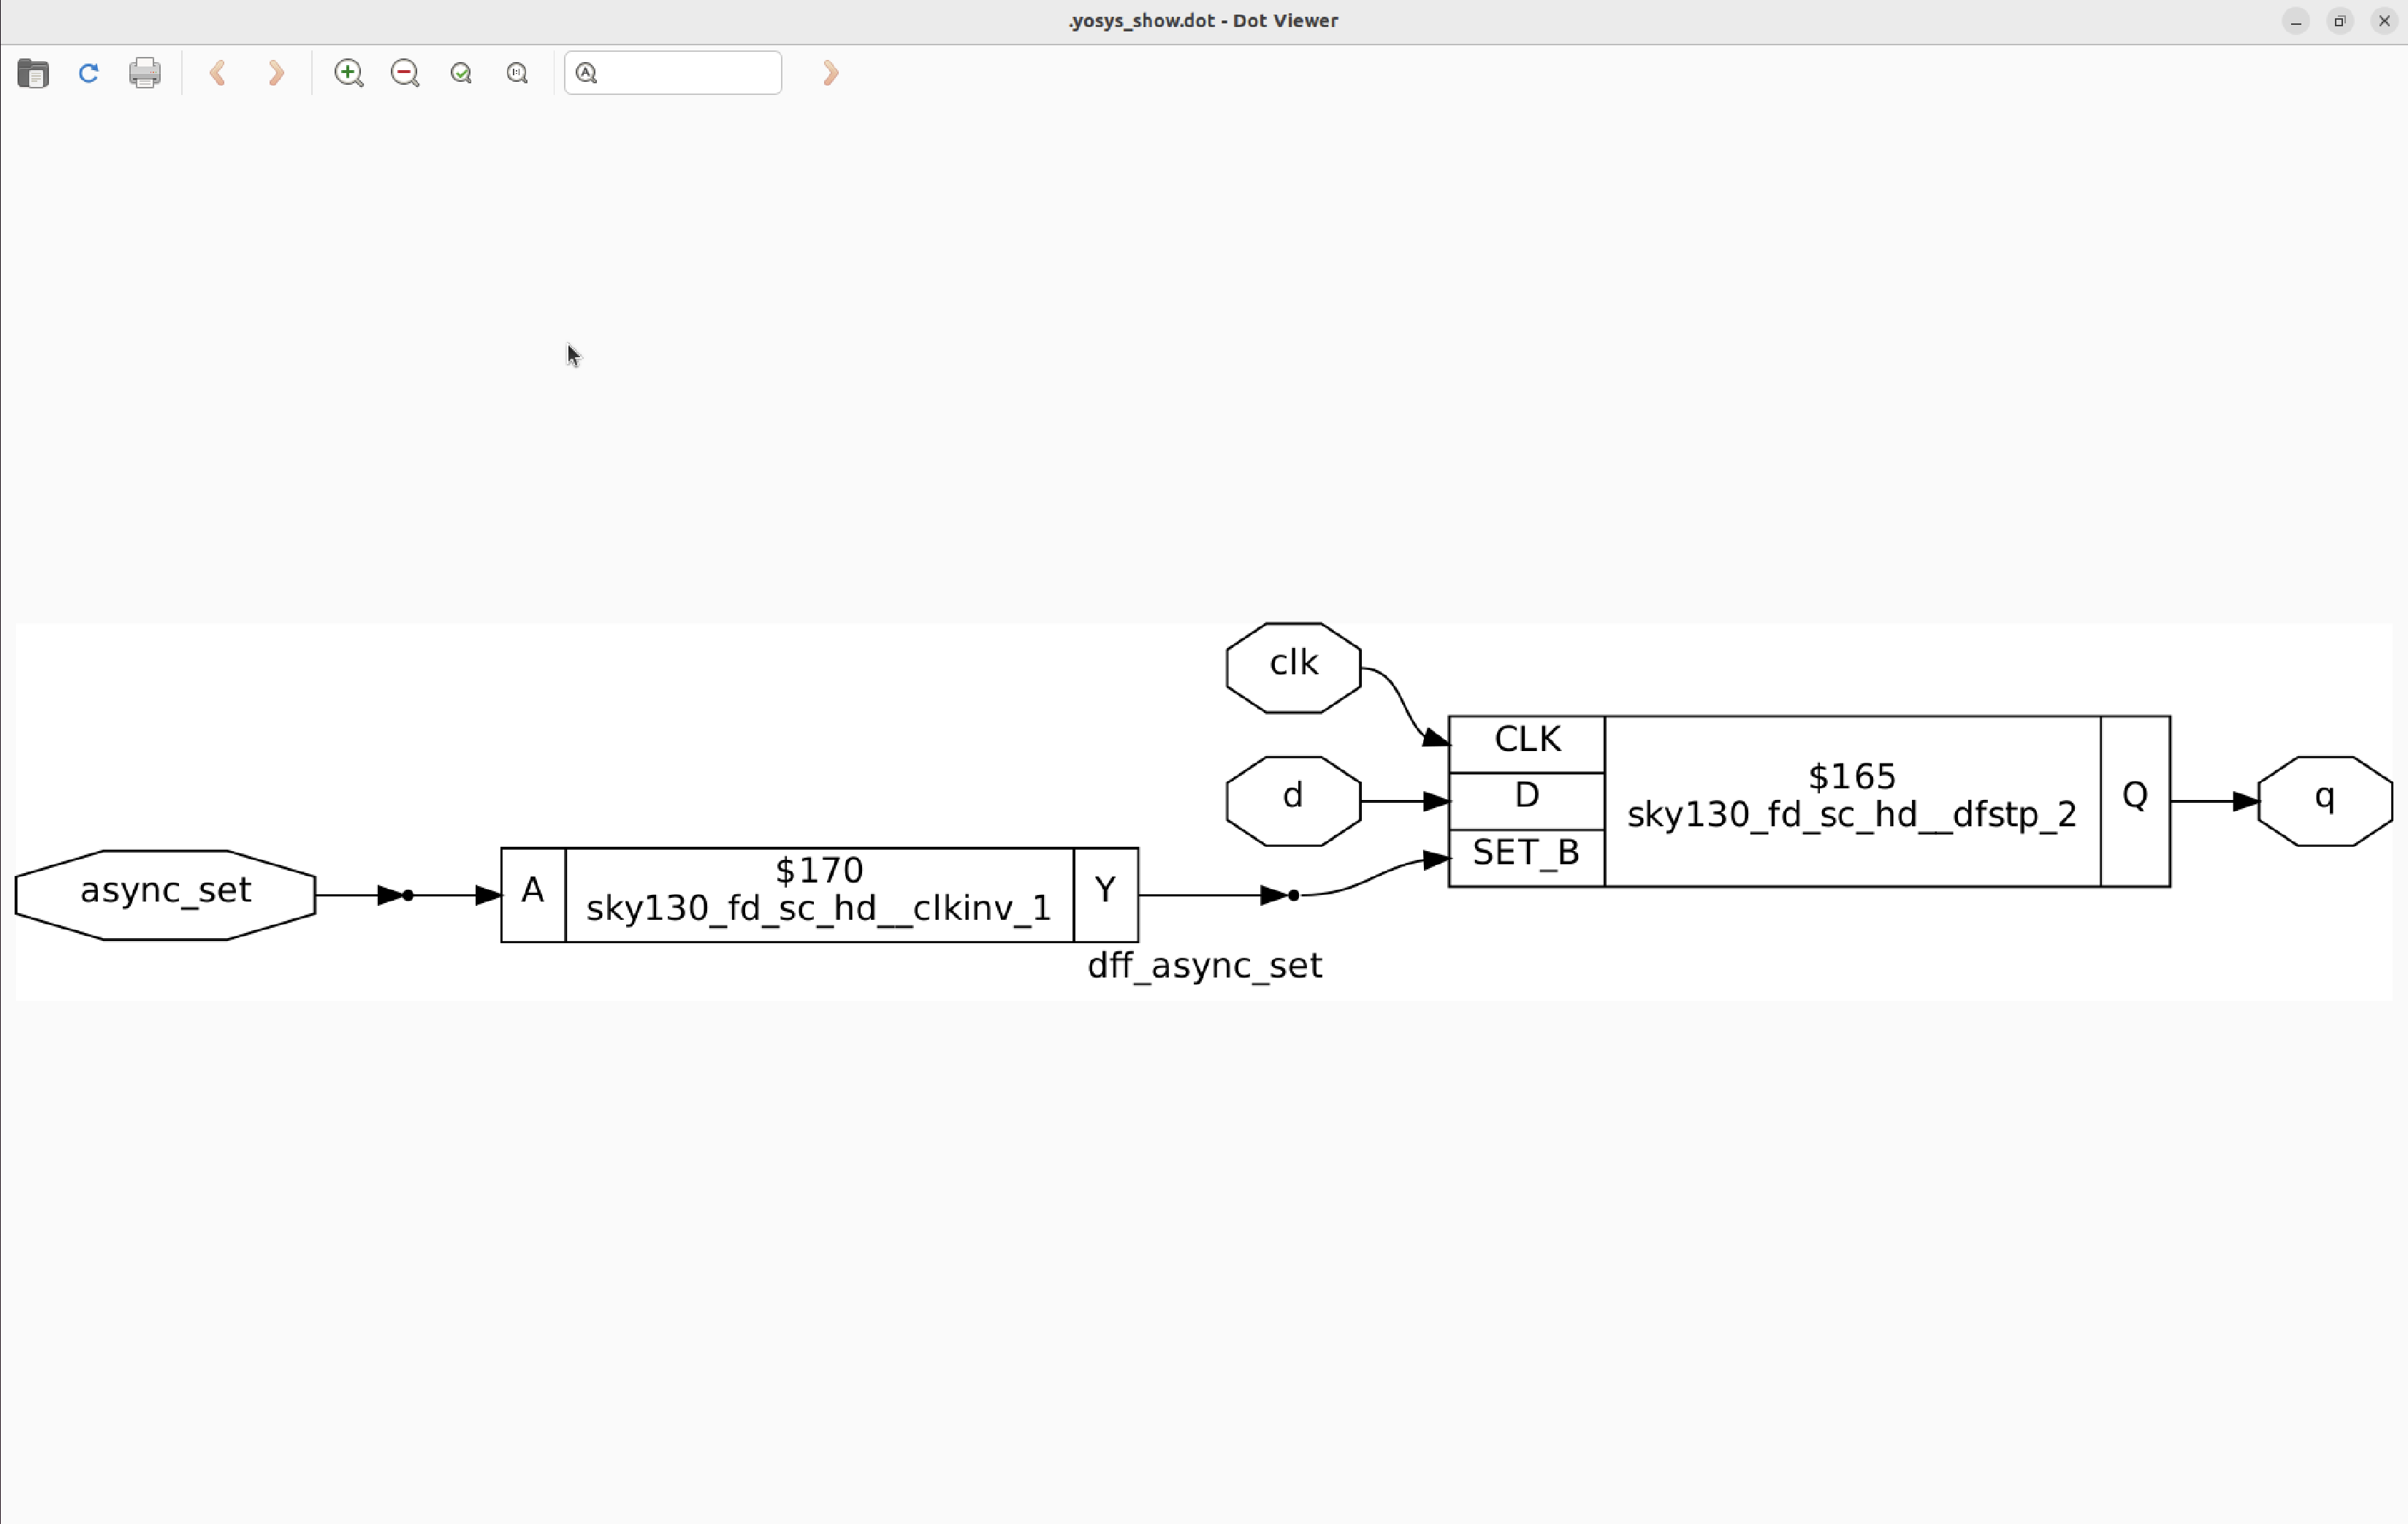 .yosys_show.dot - Dot Viewer
clk
CLK
d
D
$165
sky130_fd_sc_hd__dfstp_2
Q
q
SET_B
async_set
A
$170
sky130_fd_sc_hd__clkinv_1
Y
dff_async_set